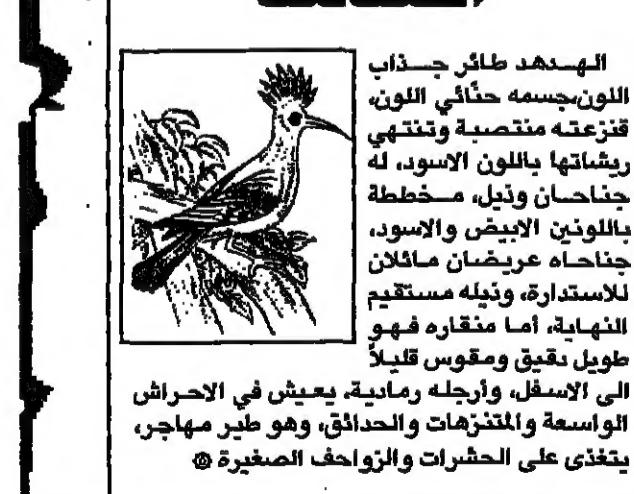 الهدهد طائر جذاب
اللون،جسمه حنّائي اللون،
قنزعته منتصبة وتنتهي
ريشاتها باللون الاسود، له
جناحان وذيل، مخططة
باللونين الابيض والاسود،
جناحاه عريضان مائلان
للاستدارة، وذيله مستقيم
النهاية، أما منقاره فهو
طويل دقيق ومقوس قليلاً
الى الاسفل، وأرجله رمادية، يعيش في الاحراش
الواسعة والمتنزهات والحدائق، وهو طير مهاجر،
يتغذى على الحشرات والزواحف الصغيرة